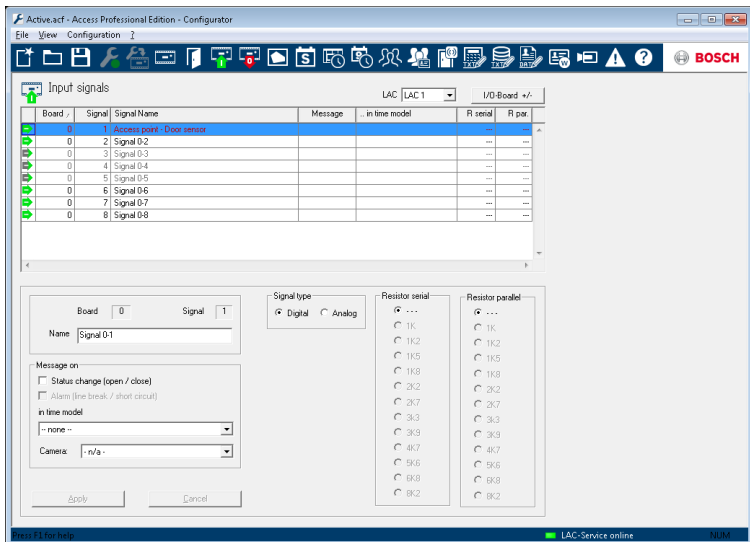 Active.acf - Access Professional Edition - Configurator
File View Configuration ?
BOSCH
Input signals
LAC LAC 1 I/O-Board +/-
Board Signal Signal Name Message .. in time model R serial R par.
0 1 Access point - Door sensor --- ---
0 2 Signal 0-2 --- ---
0 3 Signal 0-3 --- ---
0 4 Signal 0-4 --- ---
0 5 Signal 0-5 --- ---
0 6 Signal 0-6 --- ---
0 7 Signal 0-7 --- ---
0 8 Signal 0-8 --- ---
Board 0 Signal 1
Name Signal 0-1
Message on
Status change (open / close)
Alarm (line break / short circuit)
in time model
-- none --
Camera: - n/a -
Apply Cancel
Signal type
Digital Analog
Resistor serial
- - -
1K
1K2
1K5
1K8
2K2
2K7
3k3
3K9
4K7
5K6
6K8
8K2
Resistor parallel
- - -
1K
1K2
1K5
1K8
2K2
2K7
3k3
3K9
4K7
5K6
6K8
8K2
Press F1 for help LAC-Service online NUM